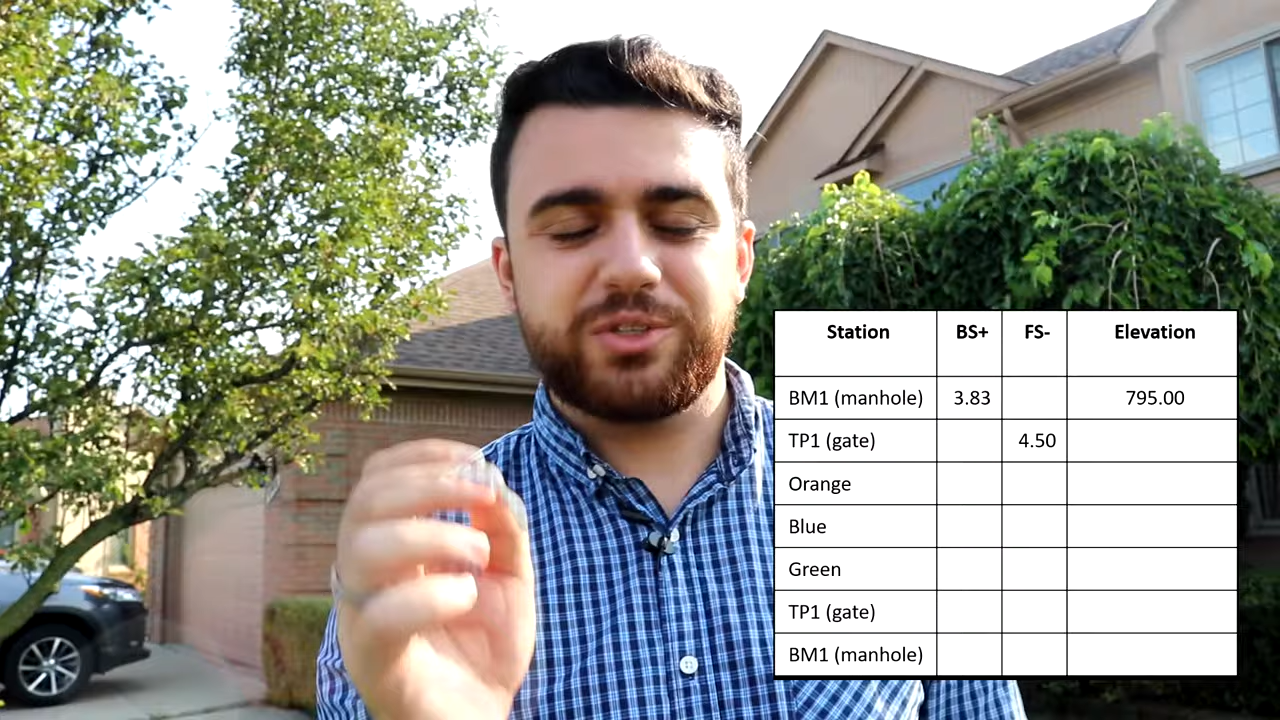 Station BS+ FS- Elevation
BM1 (manhole) 3.83 795.00
TP1 (gate) 4.50
Orange
Blue
Green
TP1 (gate)
BM1 (manhole)